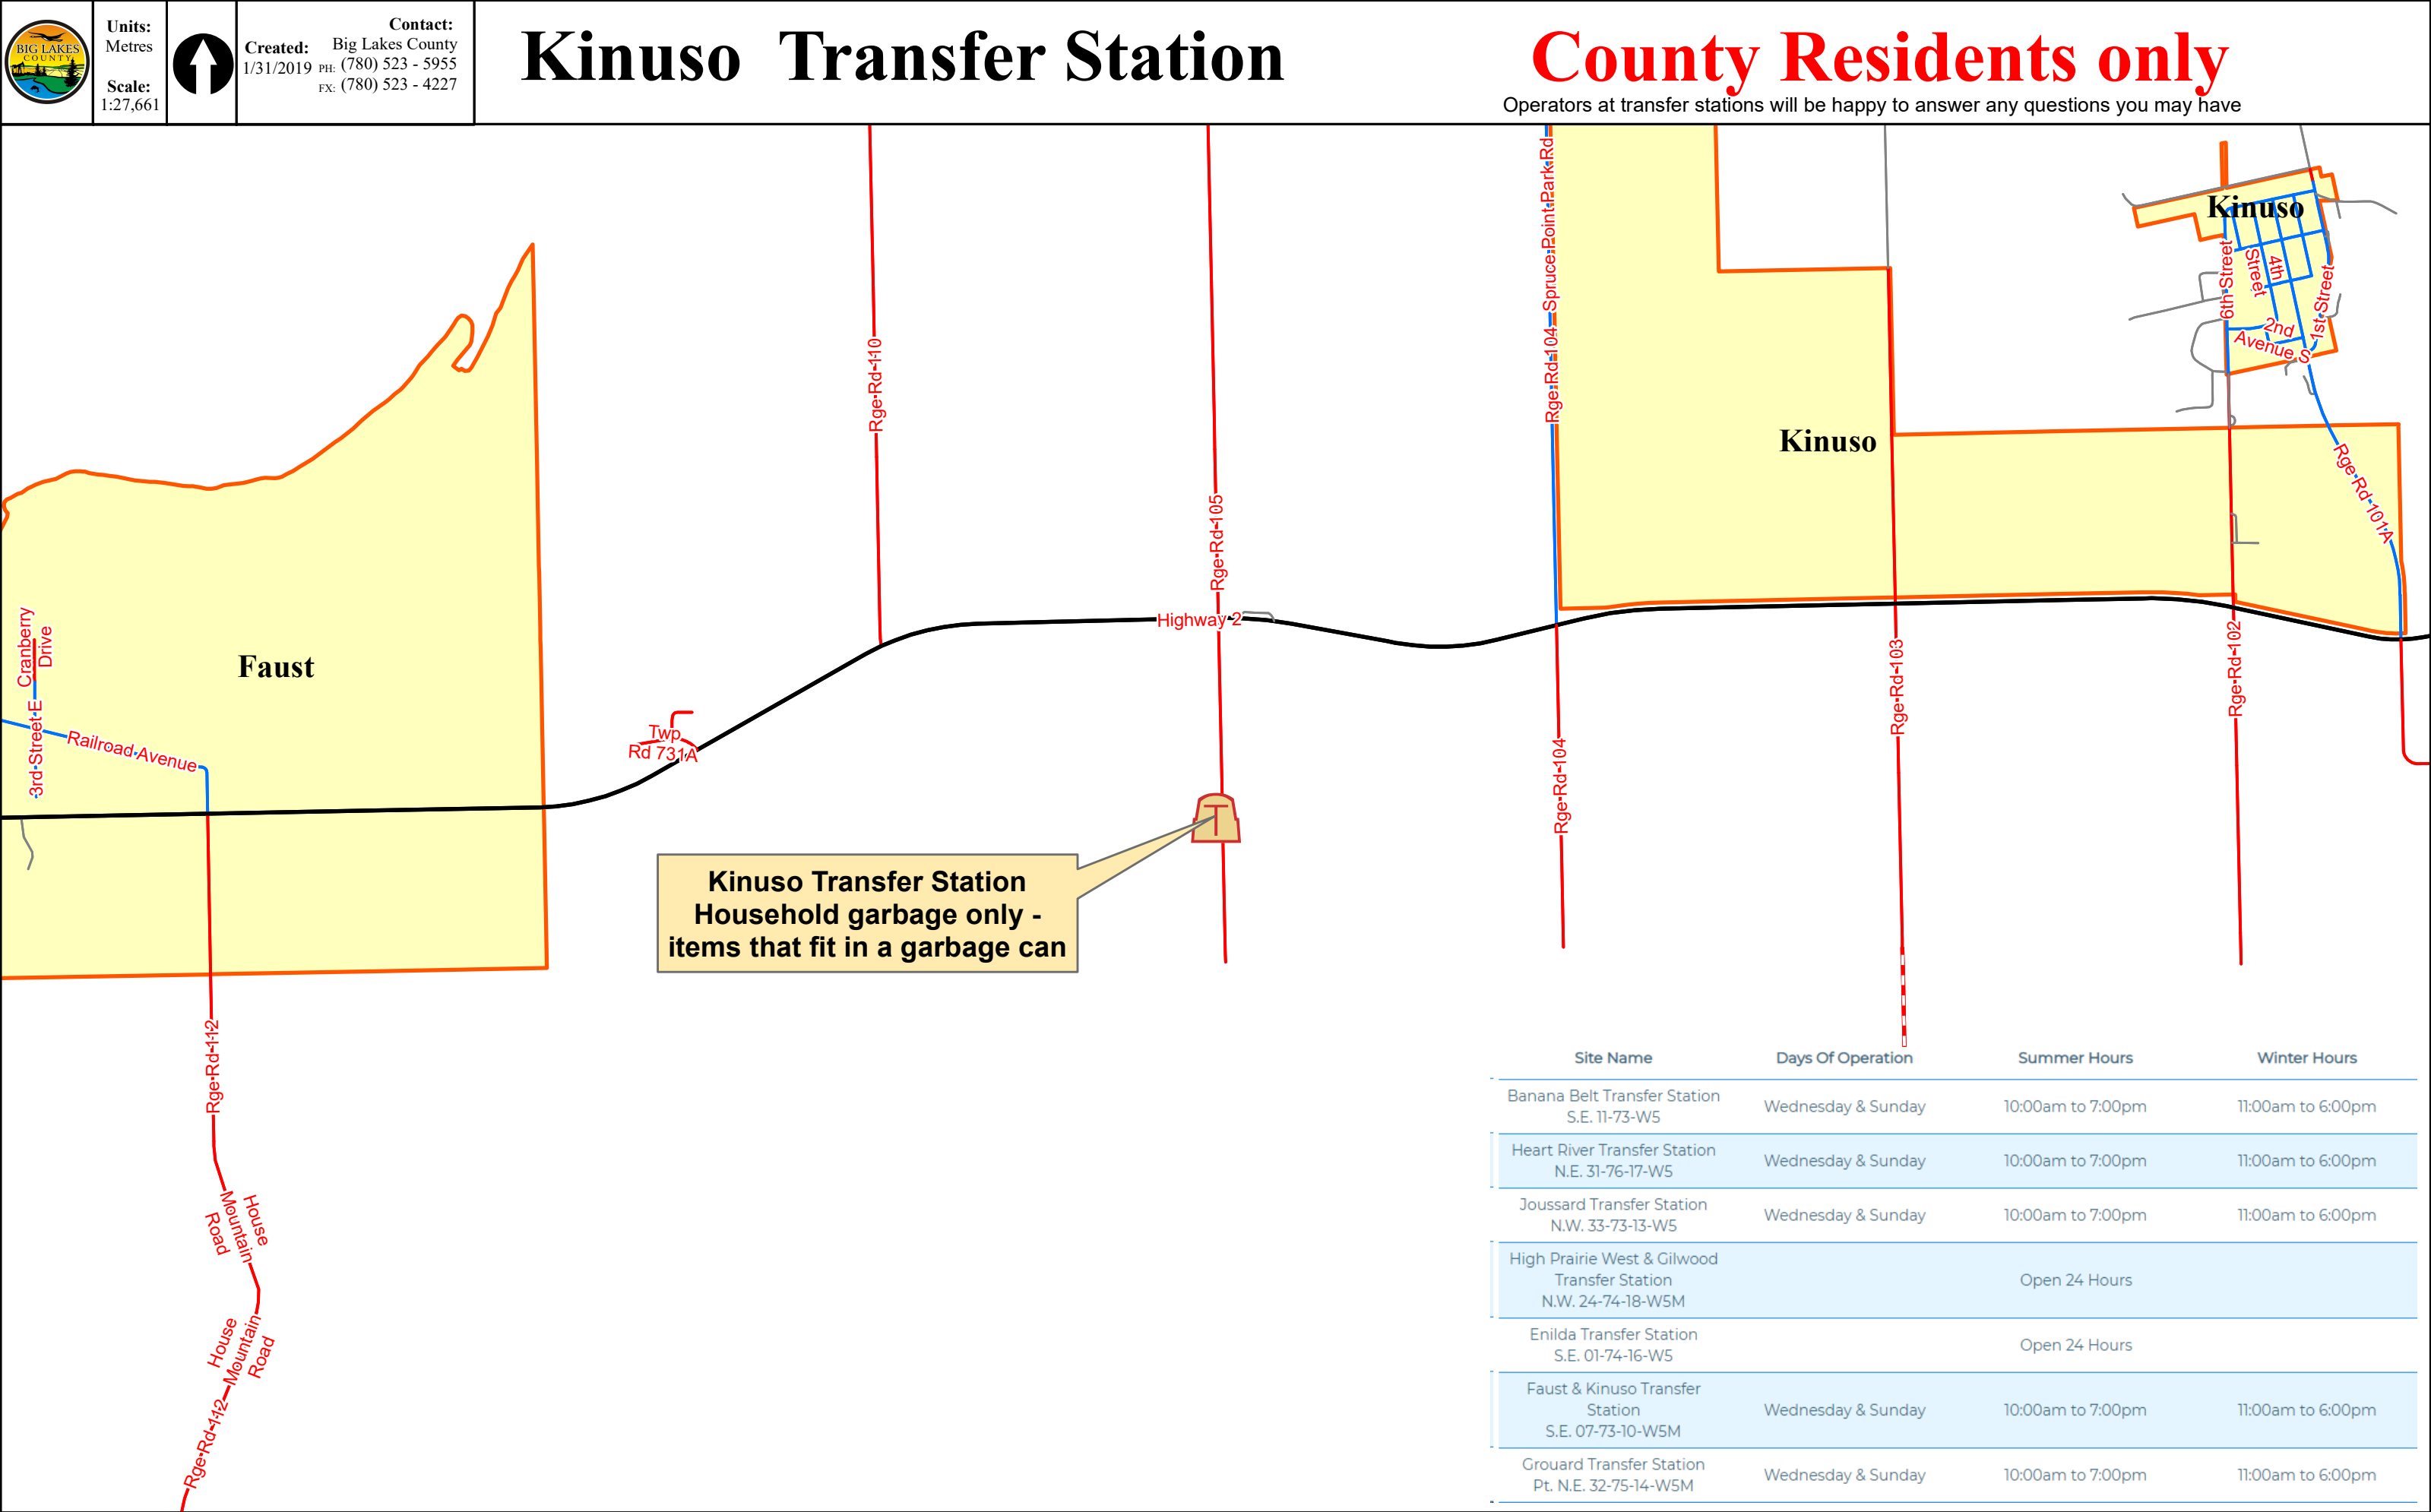 BIG LAKES
COUNTY
Units:
Metres
Scale:
1:27,661
Created:
1/31/2019
Contact:
Big Lakes County
PH: (780) 523 - 5955
FX: (780) 523 - 4227
Kinuso Transfer Station
County Residents only
Operators at transfer stations will be happy to answer any questions you may have
Rge Rd 110
Rge Rd 105
Rge Rd 104
Spruce Point Park Rd
Kinuso
6th Street
4th
Street
1st Street
2nd
Avenue S
Kinuso
Rge Rd 101A
Highway 2
Cranberry
Drive
Faust
3rd Street E
Railroad Avenue
Twp
Rd 731A
Rge Rd 104
Rge Rd 103
Rge Rd 102
T
Kinuso Transfer Station
Household garbage only -
items that fit in a garbage can
Rge Rd 112
House
Mountain
Road
House
Mountain
Road
Rge Rd 112
Site Name Days Of Operation Summer Hours Winter Hours
Banana Belt Transfer Station
S.E. 11-73-W5
Wednesday & Sunday 10:00am to 7:00pm 11:00am to 6:00pm
Heart River Transfer Station
N.E. 31-76-17-W5
Wednesday & Sunday 10:00am to 7:00pm 11:00am to 6:00pm
Joussard Transfer Station
N.W. 33-73-13-W5
Wednesday & Sunday 10:00am to 7:00pm 11:00am to 6:00pm
High Prairie West & Gilwood
Transfer Station
N.W. 24-74-18-W5M
Open 24 Hours
Enilda Transfer Station
S.E. 01-74-16-W5
Open 24 Hours
Faust & Kinuso Transfer
Station
S.E. 07-73-10-W5M
Wednesday & Sunday 10:00am to 7:00pm 11:00am to 6:00pm
Grouard Transfer Station
Pt. N.E. 32-75-14-W5M
Wednesday & Sunday 10:00am to 7:00pm 11:00am to 6:00pm